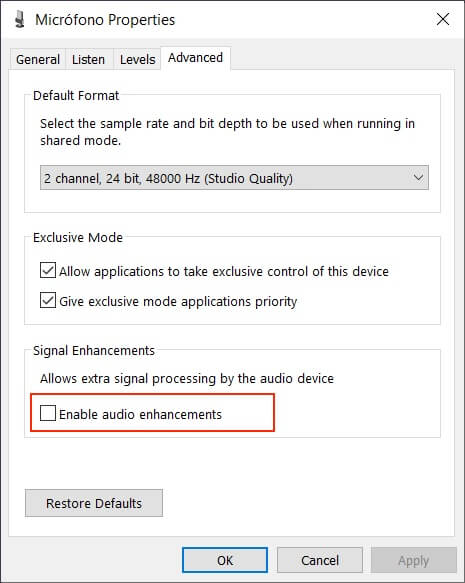 Micrófono Properties
General Listen Levels Advanced
Default Format
Select the sample rate and bit depth to be used when running in
shared mode.
2 channel, 24 bit, 48000 Hz (Studio Quality)
Exclusive Mode
Allow applications to take exclusive control of this device
Give exclusive mode applications priority
Signal Enhancements
Allows extra signal processing by the audio device
Enable audio enhancements
Restore Defaults
OK Cancel Apply